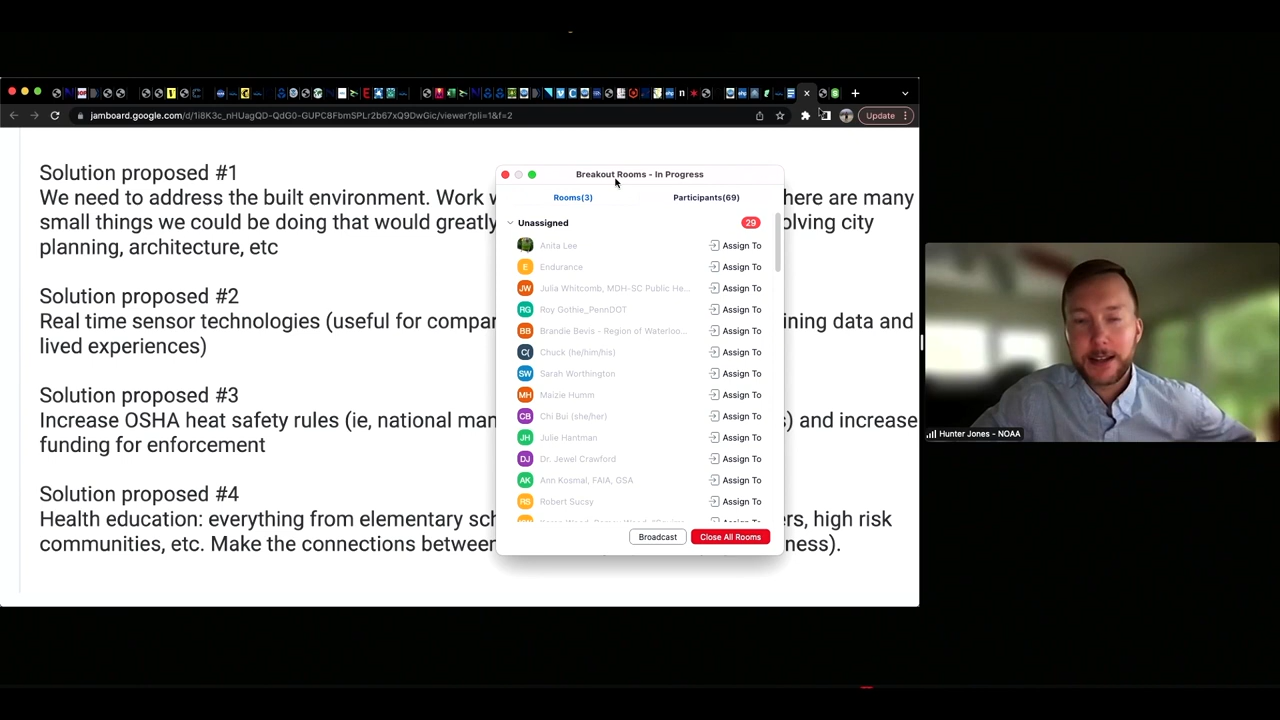 jamboard.google.com/d/1i8K3c_nHUagQD-QdG0-GUPC8FbmSPLr2b67xQ9DwGic/viewer?pli=1&f=2
Update
Solution proposed #1
We need to address the built environment. Work
here are many
small things we could be doing that would greatly
olving city
planning, architecture, etc
Solution proposed #2
Real time sensor technologies (useful for compar
ining data and
lived experiences)
Solution proposed #3
Increase OSHA heat safety rules (ie, national man
s) and increase
funding for enforcement
Solution proposed #4
Health education: everything from elementary sch
ers, high risk
communities, etc. Make the connections between
ness).
Breakout Rooms - In Progress
Rooms(3) Participants(69)
Unassigned 29
Anita Lee Assign To
E Endurance Assign To
JW Julia Whitcomb, MDH-SC Public He... Assign To
RG Roy Gothie_PennDOT Assign To
BB Brandie Bevis - Region of Waterloo... Assign To
C( Chuck (he/him/his) Assign To
SW Sarah Worthington Assign To
MH Maizie Humm Assign To
CB Chi Bui (she/her) Assign To
JH Julie Hantman Assign To
DJ Dr. Jewel Crawford Assign To
AK Ann Kosmal, FAIA, GSA Assign To
RS Robert Sucsy Assign To
Broadcast Close All Rooms
Hunter Jones - NOAA